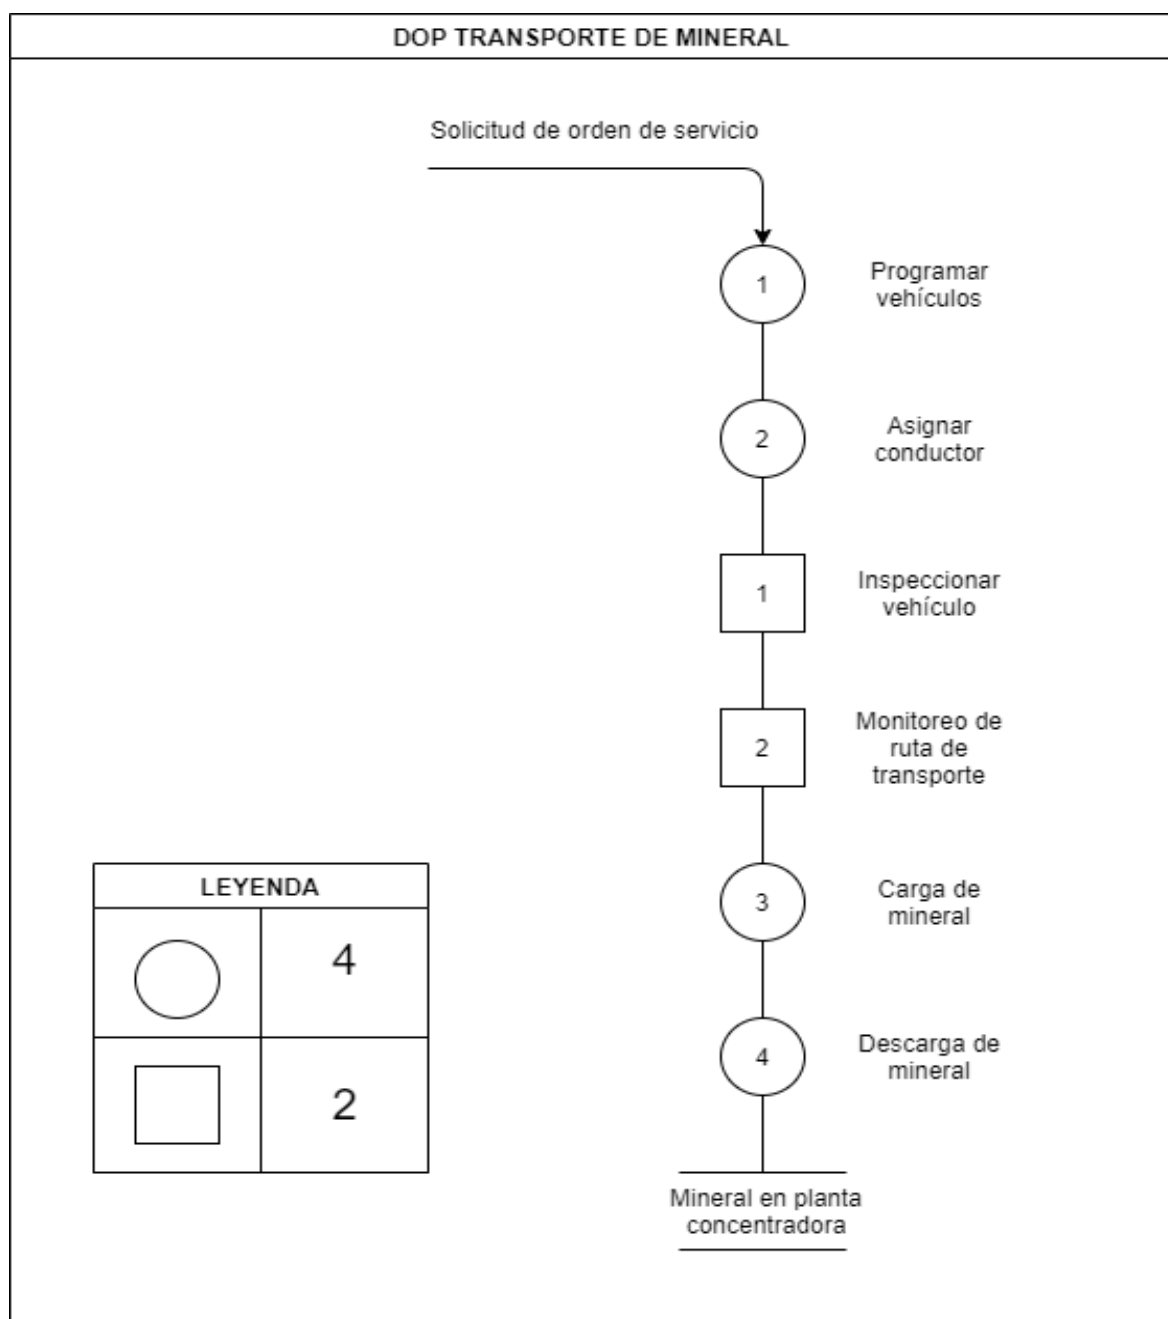 DOP TRANSPORTE DE MINERAL
Solicitud de orden de servicio
1
Programar
vehículos
2
Asignar
conductor
1
Inspeccionar
vehículo
2
Monitoreo de
ruta de
transporte
3
Carga de
mineral
4
Descarga de
mineral
LEYENDA
4
2
Mineral en planta
concentradora